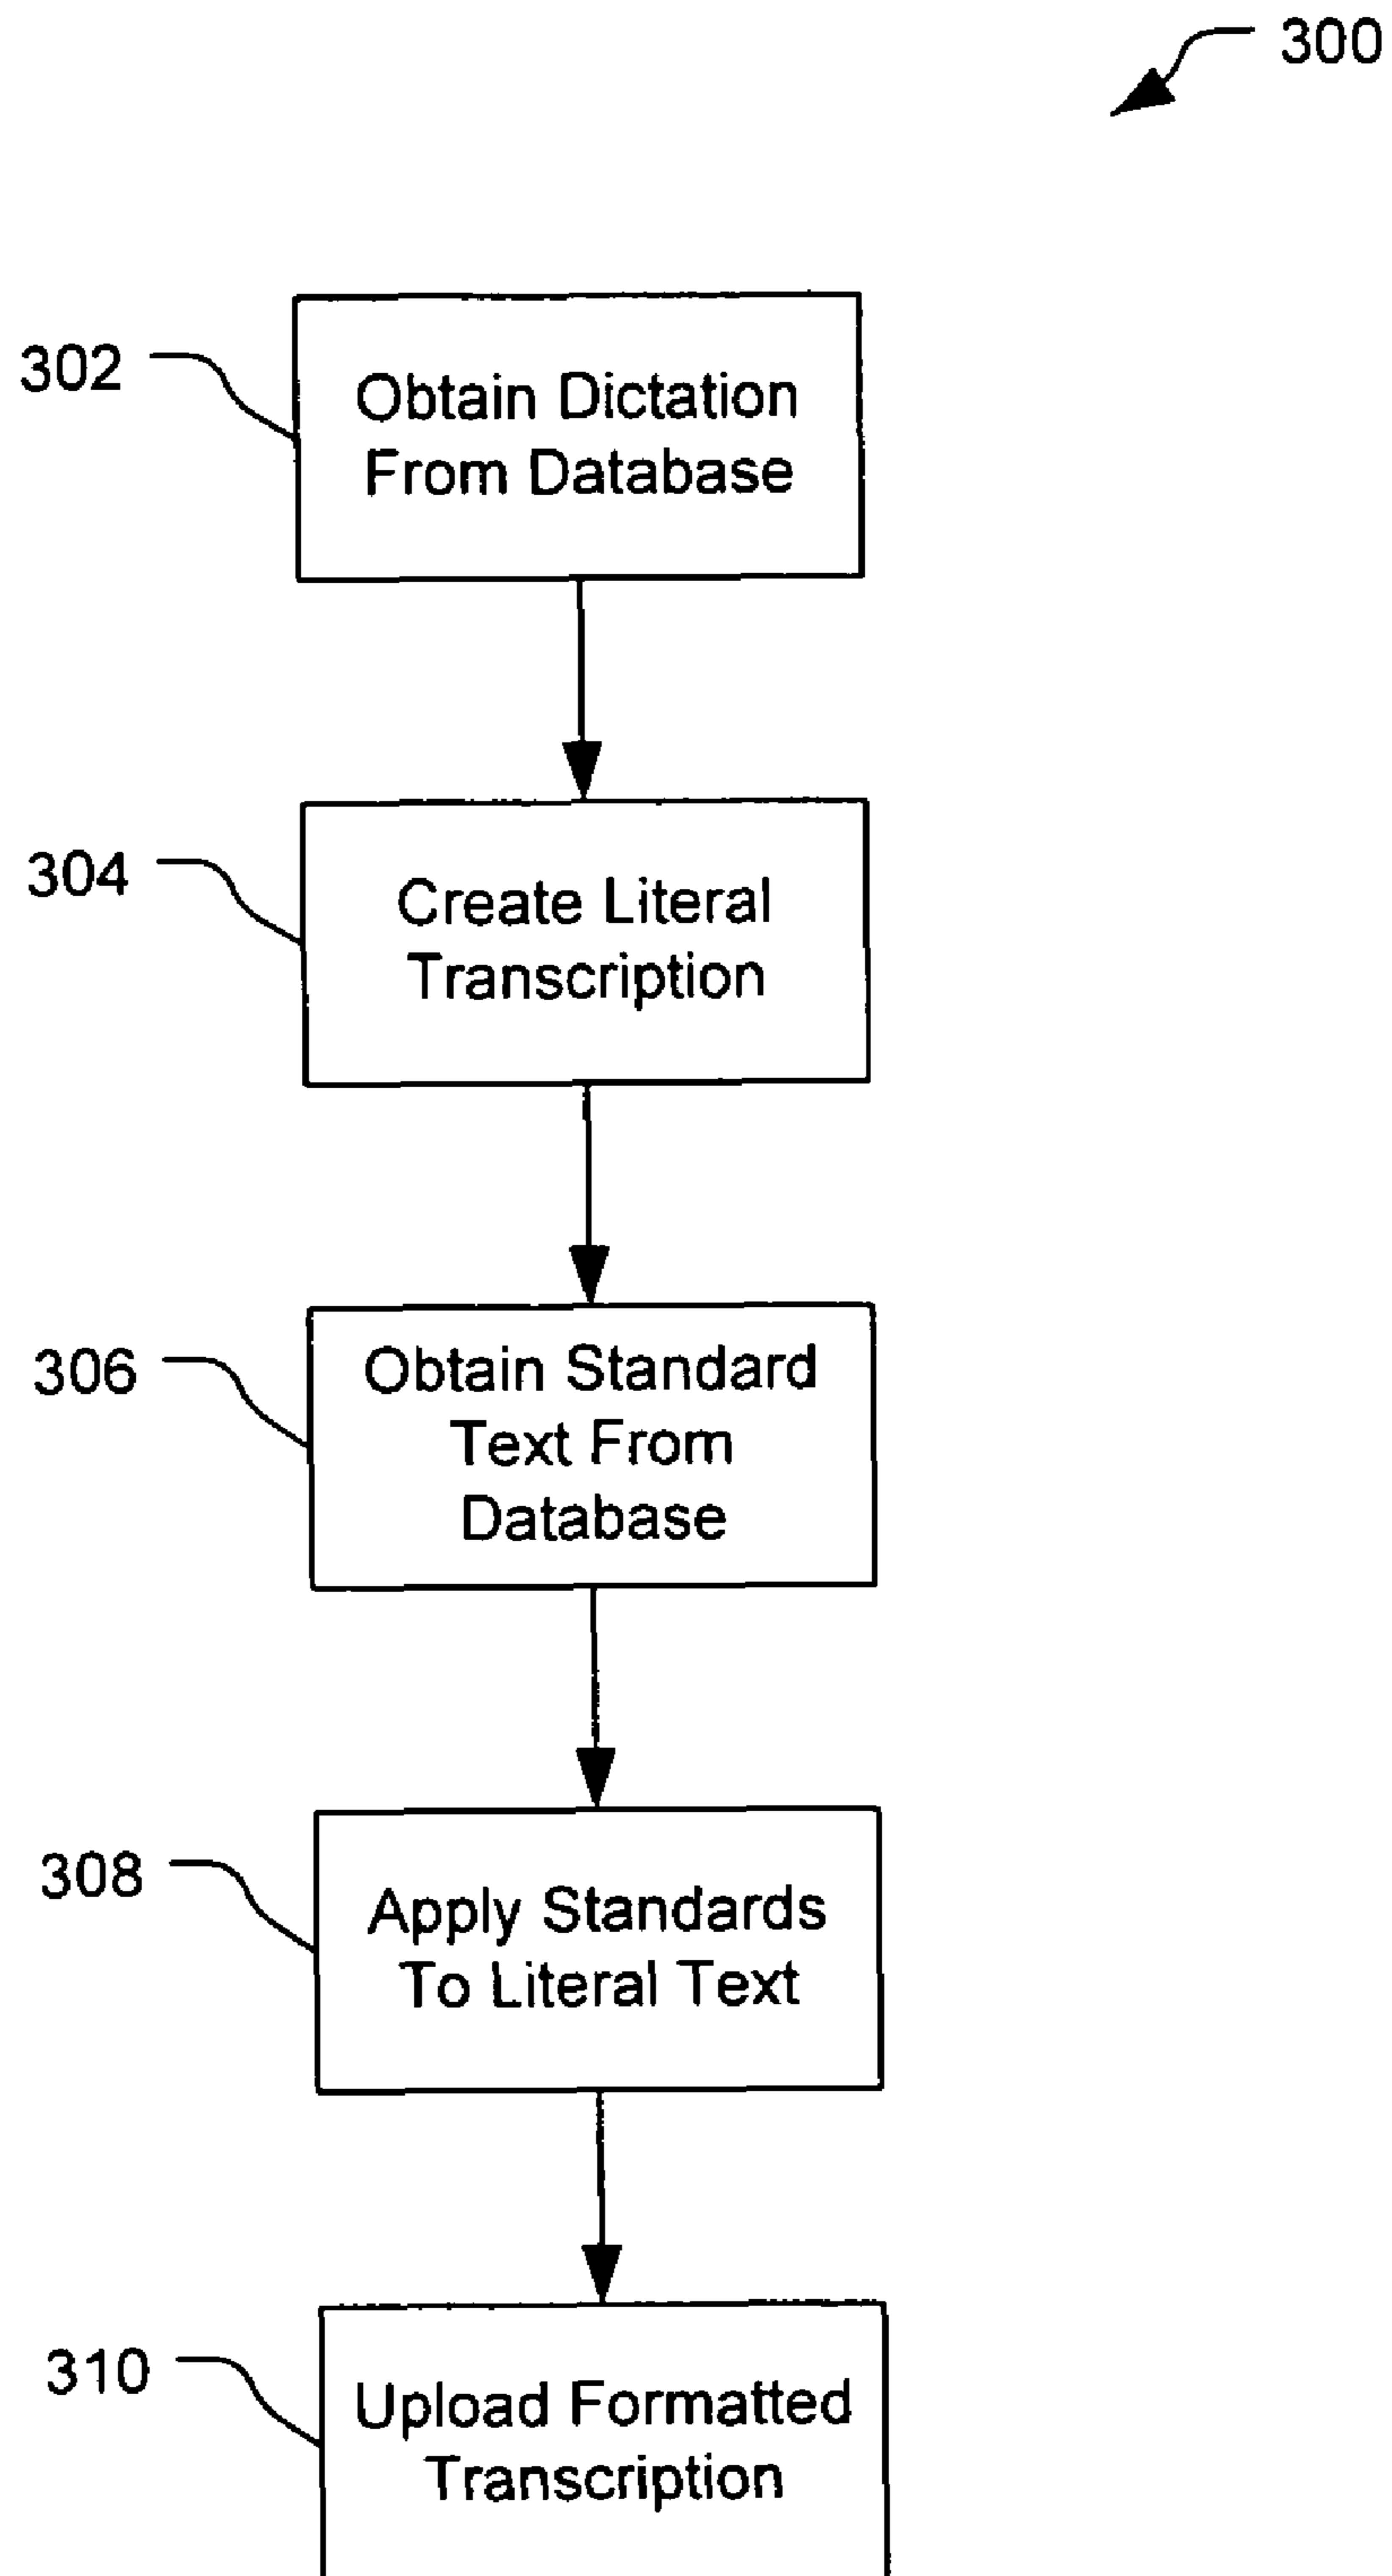 300
302
Obtain Dictation
From Database
304
Create Literal
Transcription
306
Obtain Standard
Text From
Database
308
Apply Standards
To Literal Text
310
Upload Formatted
Transcription